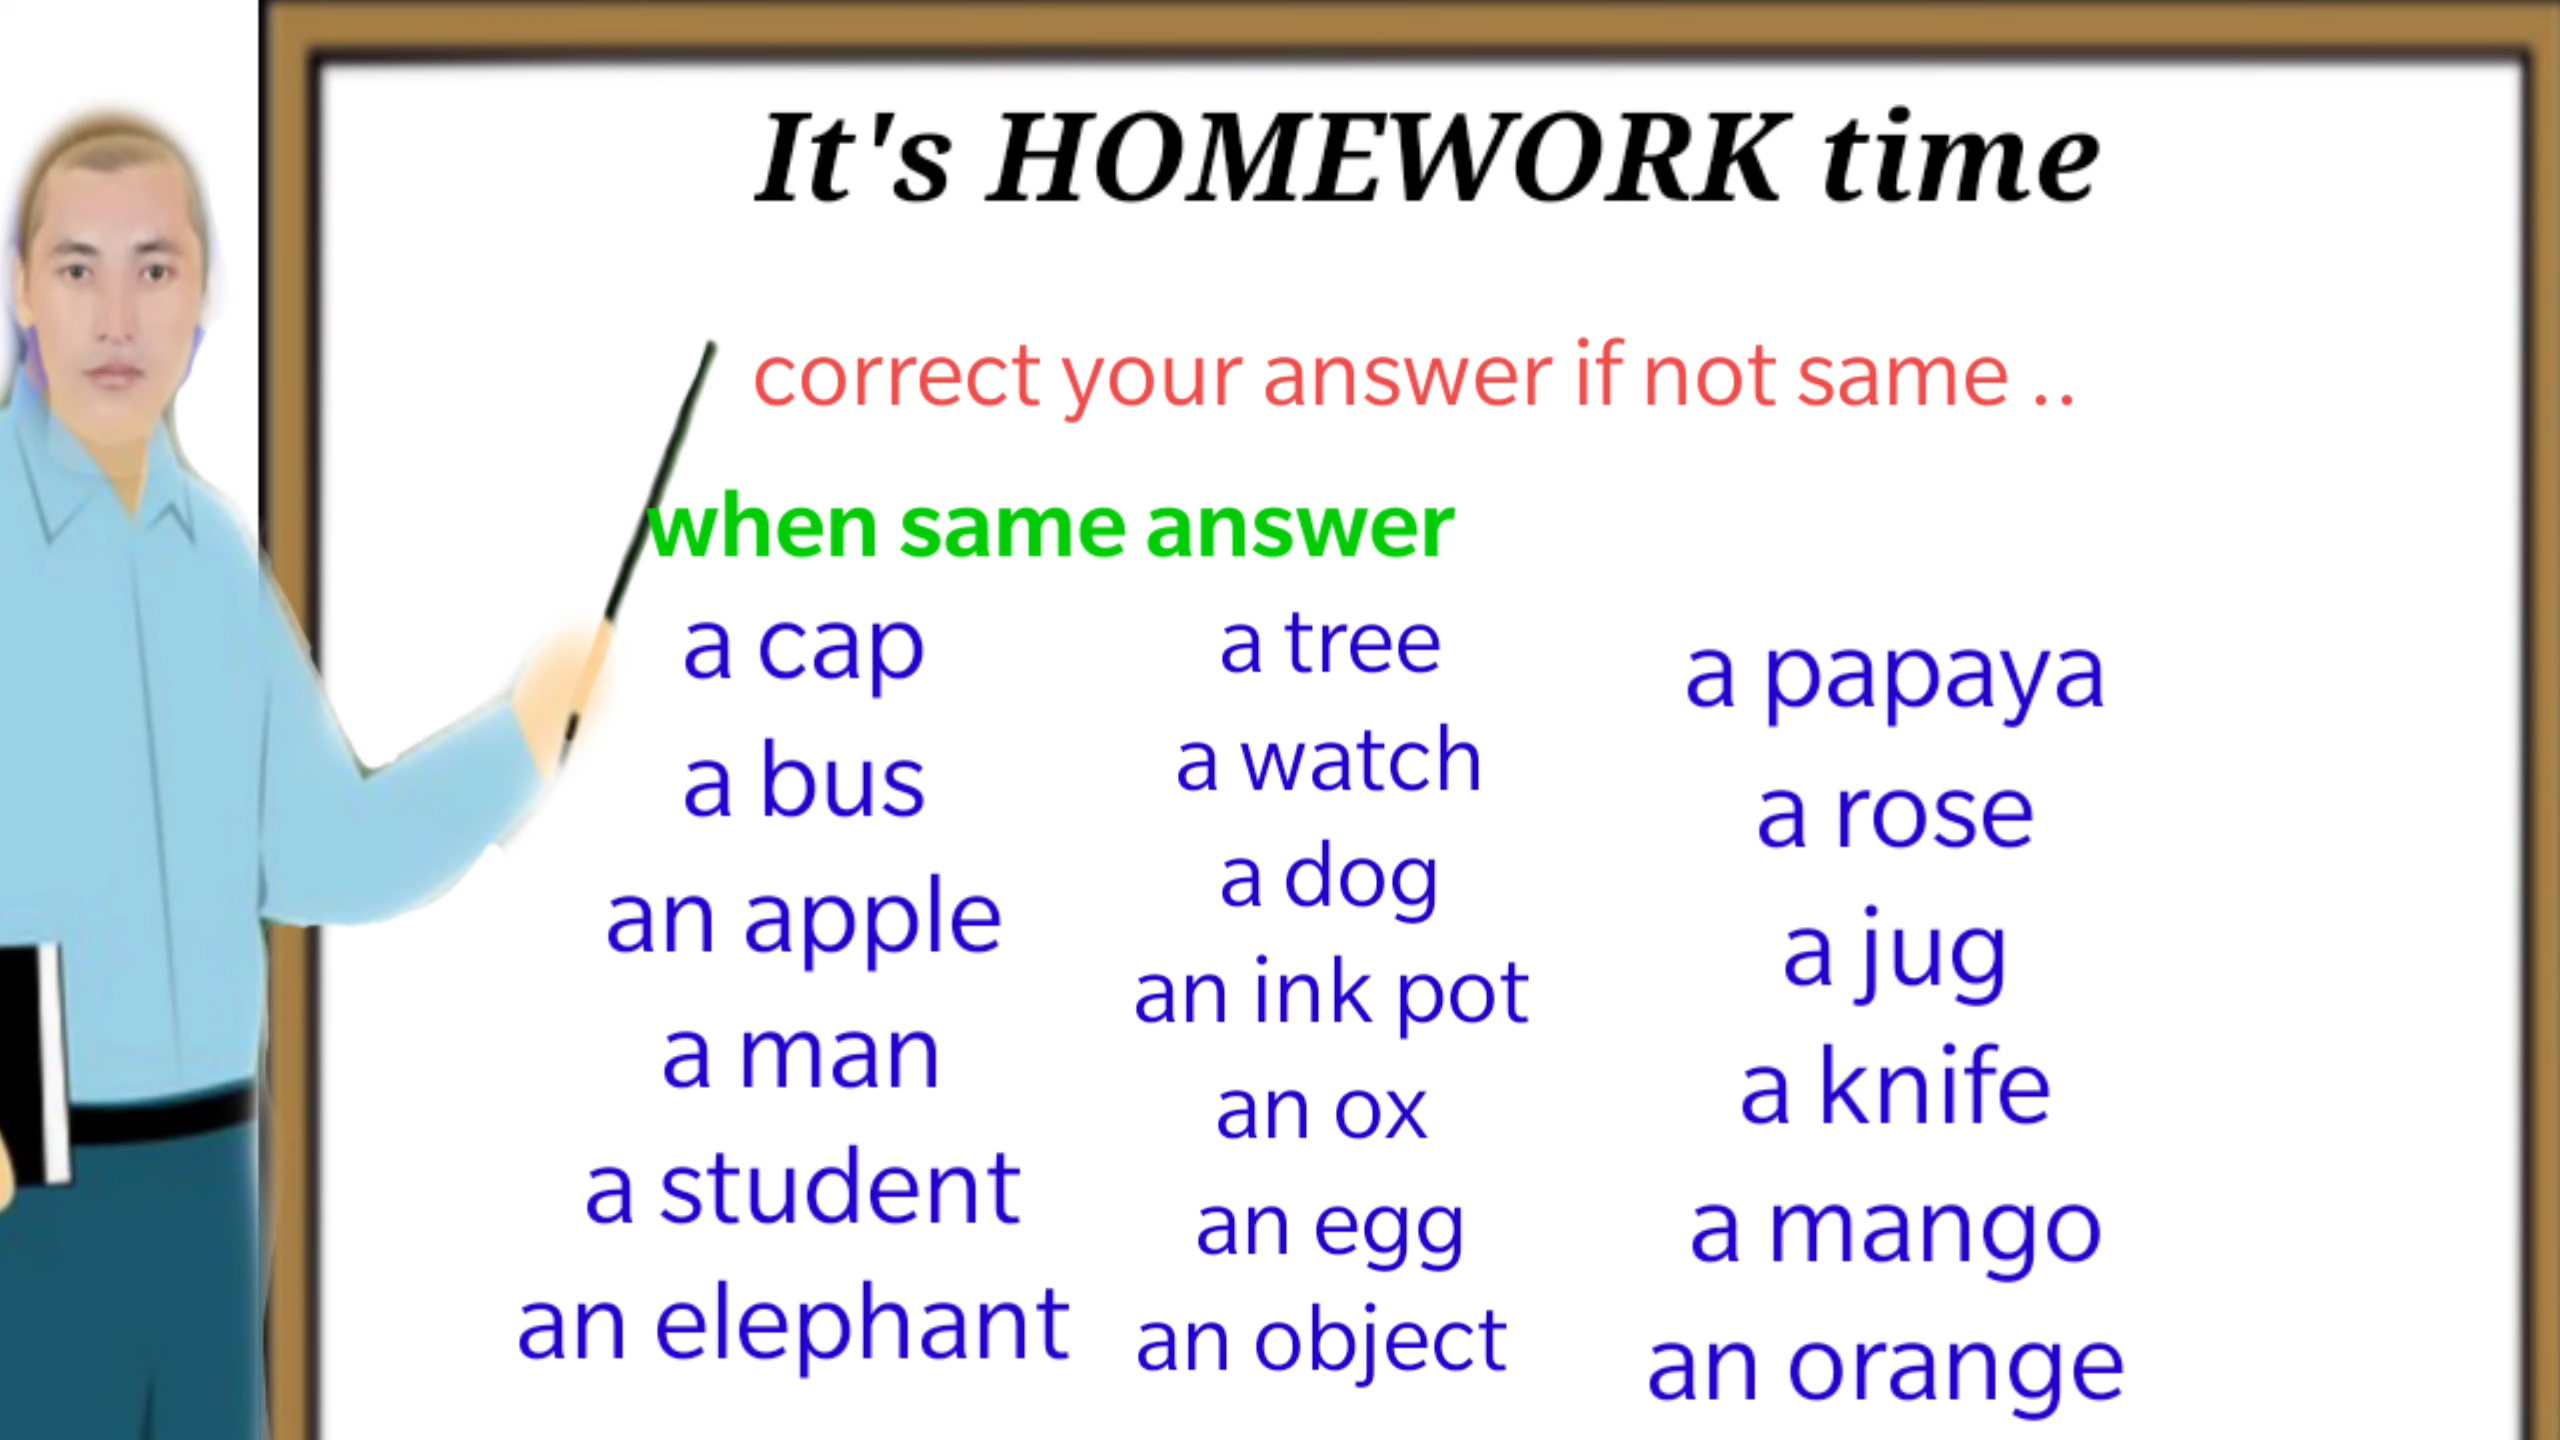 It's HOMEWORK time
correct your answer if not same ..
when same answer
a cap
a bus
an apple
a man
a student
an elephant
a tree
a watch
a dog
an ink pot
an ox
an egg
an object
a papaya
a rose
a jug
a knife
a mango
an orange